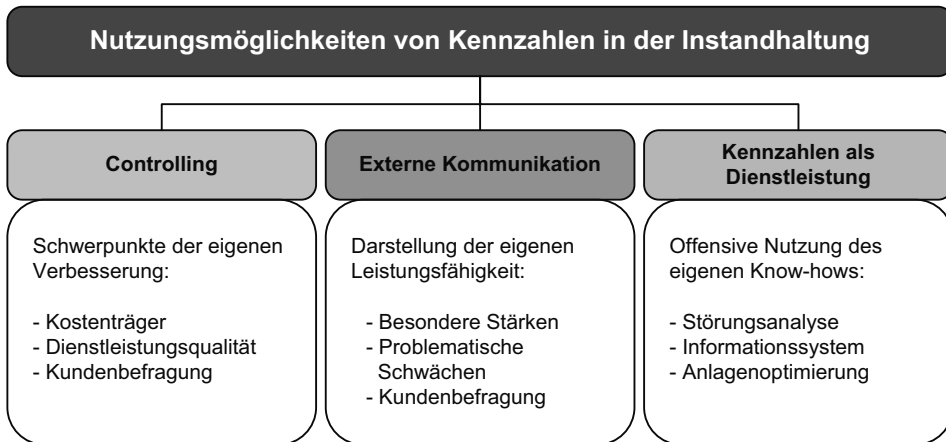 Nutzungsmöglichkeiten von Kennzahlen in der Instandhaltung
Controlling
Schwerpunkte der eigenen
Verbesserung:
- Kostenträger
- Dienstleistungsqualität
- Kundenbefragung
Externe Kommunikation
Darstellung der eigenen
Leistungsfähigkeit:
- Besondere Stärken
- Problematische
Schwächen
- Kundenbefragung
Kennzahlen als
Dienstleistung
Offensive Nutzung des
eigenen Know-hows:
- Störungsanalyse
- Informationssystem
- Anlagenoptimierung